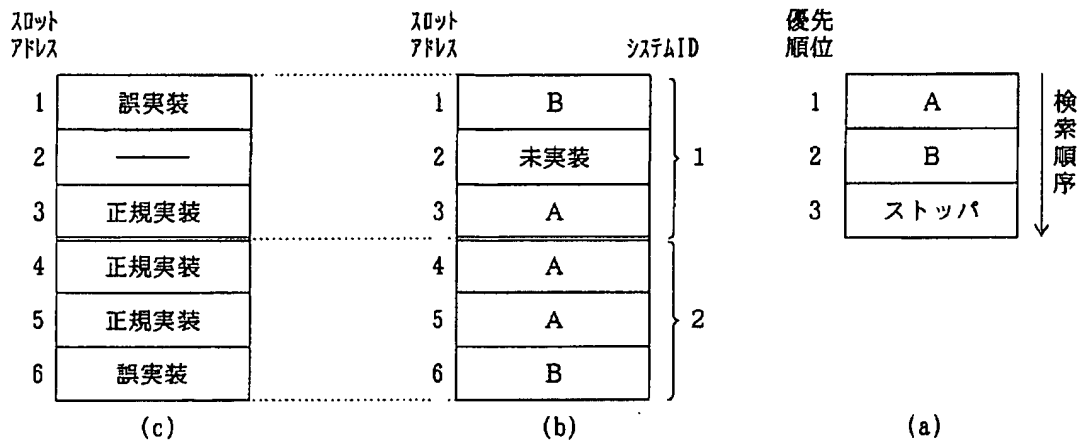 スロット
アドレス
1 誤実装
2 ———
3 正規実装
4 正規実装
5 正規実装
6 誤実装
(c)
スロット
アドレス
システムID
1 B
2 未実装
3 A
1
4 A
5 A
6 B
2
(b)
優先
順位
1 A
2 B
3 ストッパ
検索順序
(a)